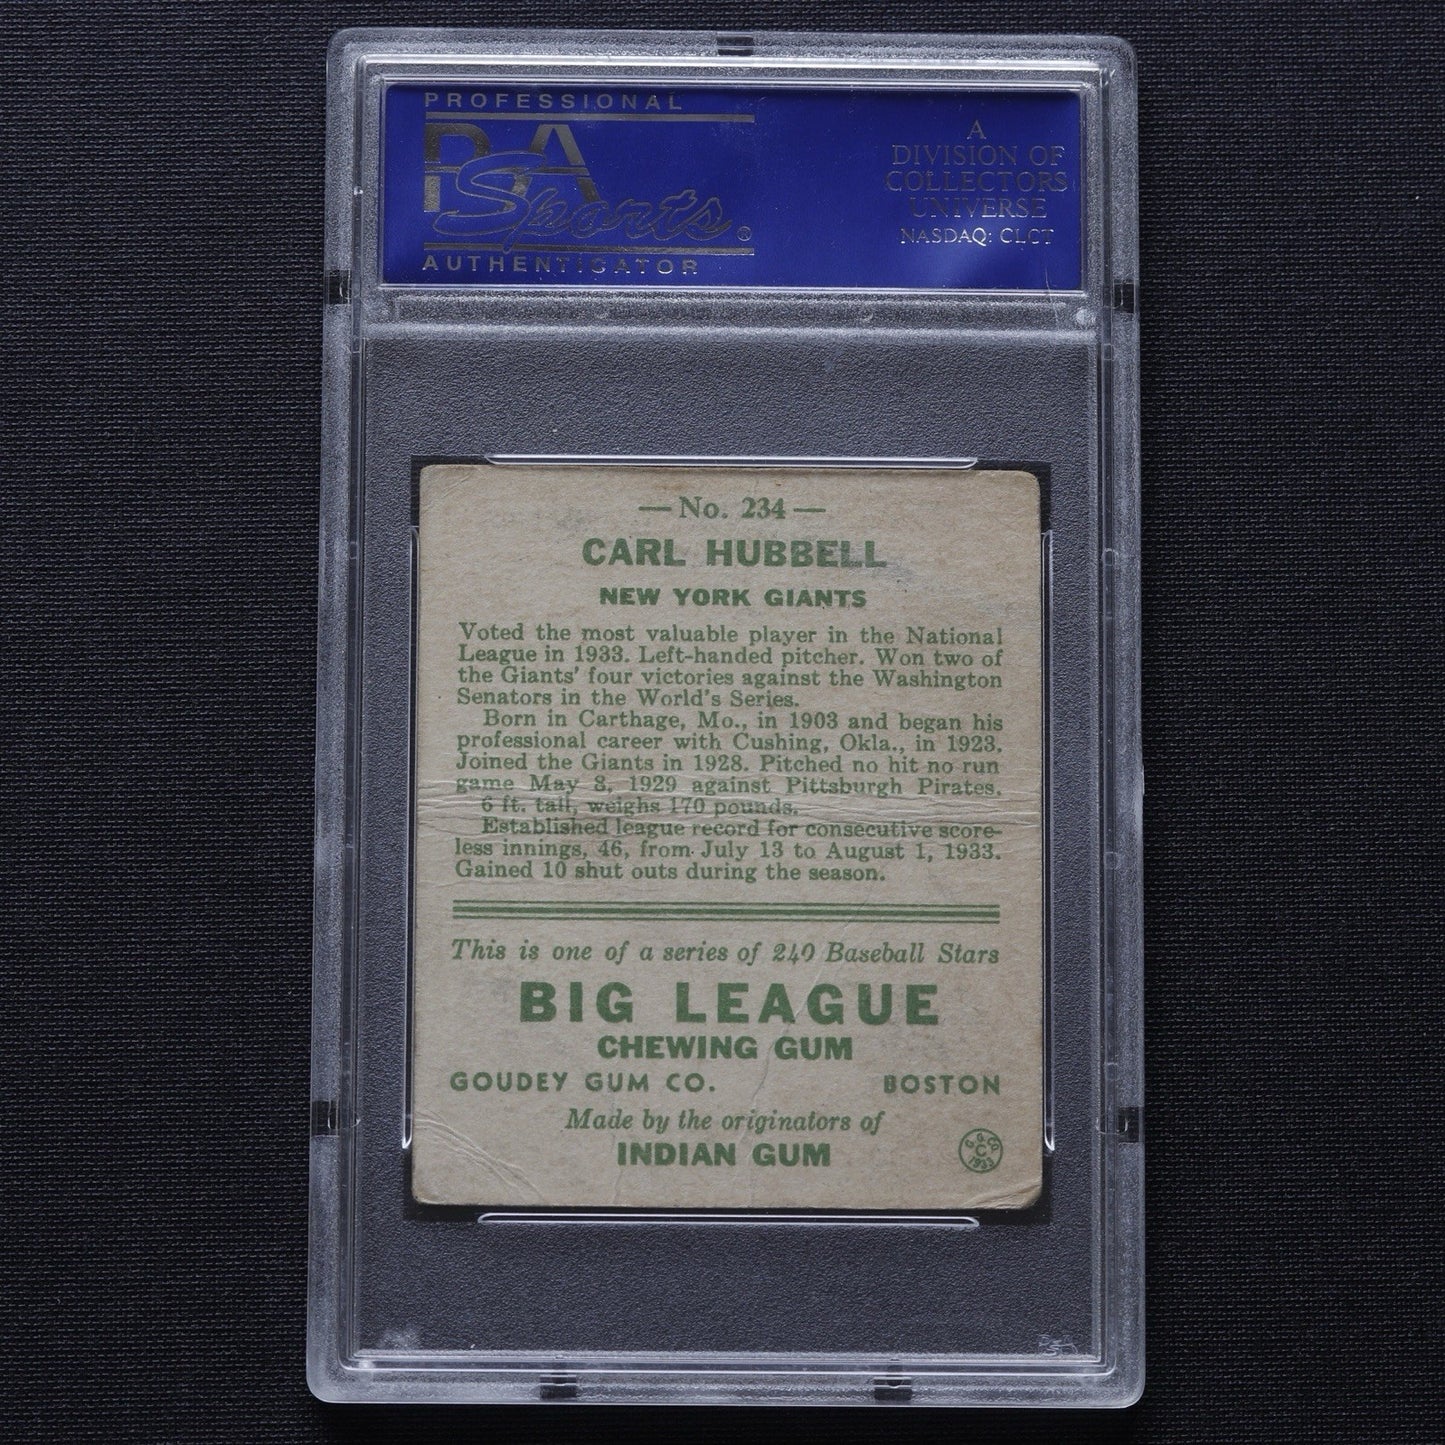 PROFESSIONAL
PSA
Sports®
AUTHENTICATOR
A
DIVISION OF
COLLECTORS
UNIVERSE
NASDAQ: CLCT
— No. 234 —
CARL HUBBELL
NEW YORK GIANTS
Voted the most valuable player in the National
League in 1933. Left-handed pitcher. Won two of
the Giants' four victories against the Washington
Senators in the World's Series.
Born in Carthage, Mo., in 1903 and began his
professional career with Cushing, Okla., in 1923.
Joined the Giants in 1928. Pitched no hit no run
game May 8, 1929 against Pittsburgh Pirates.
6 ft. tall, weighs 170 pounds.
Established league record for consecutive score-
less innings, 46, from July 13 to August 1, 1933.
Gained 10 shut outs during the season.
This is one of a series of 240 Baseball Stars
BIG LEAGUE
CHEWING GUM
GOUDEY GUM CO. BOSTON
Made by the originators of
INDIAN GUM
G. G. Co.
C
1933
PSA